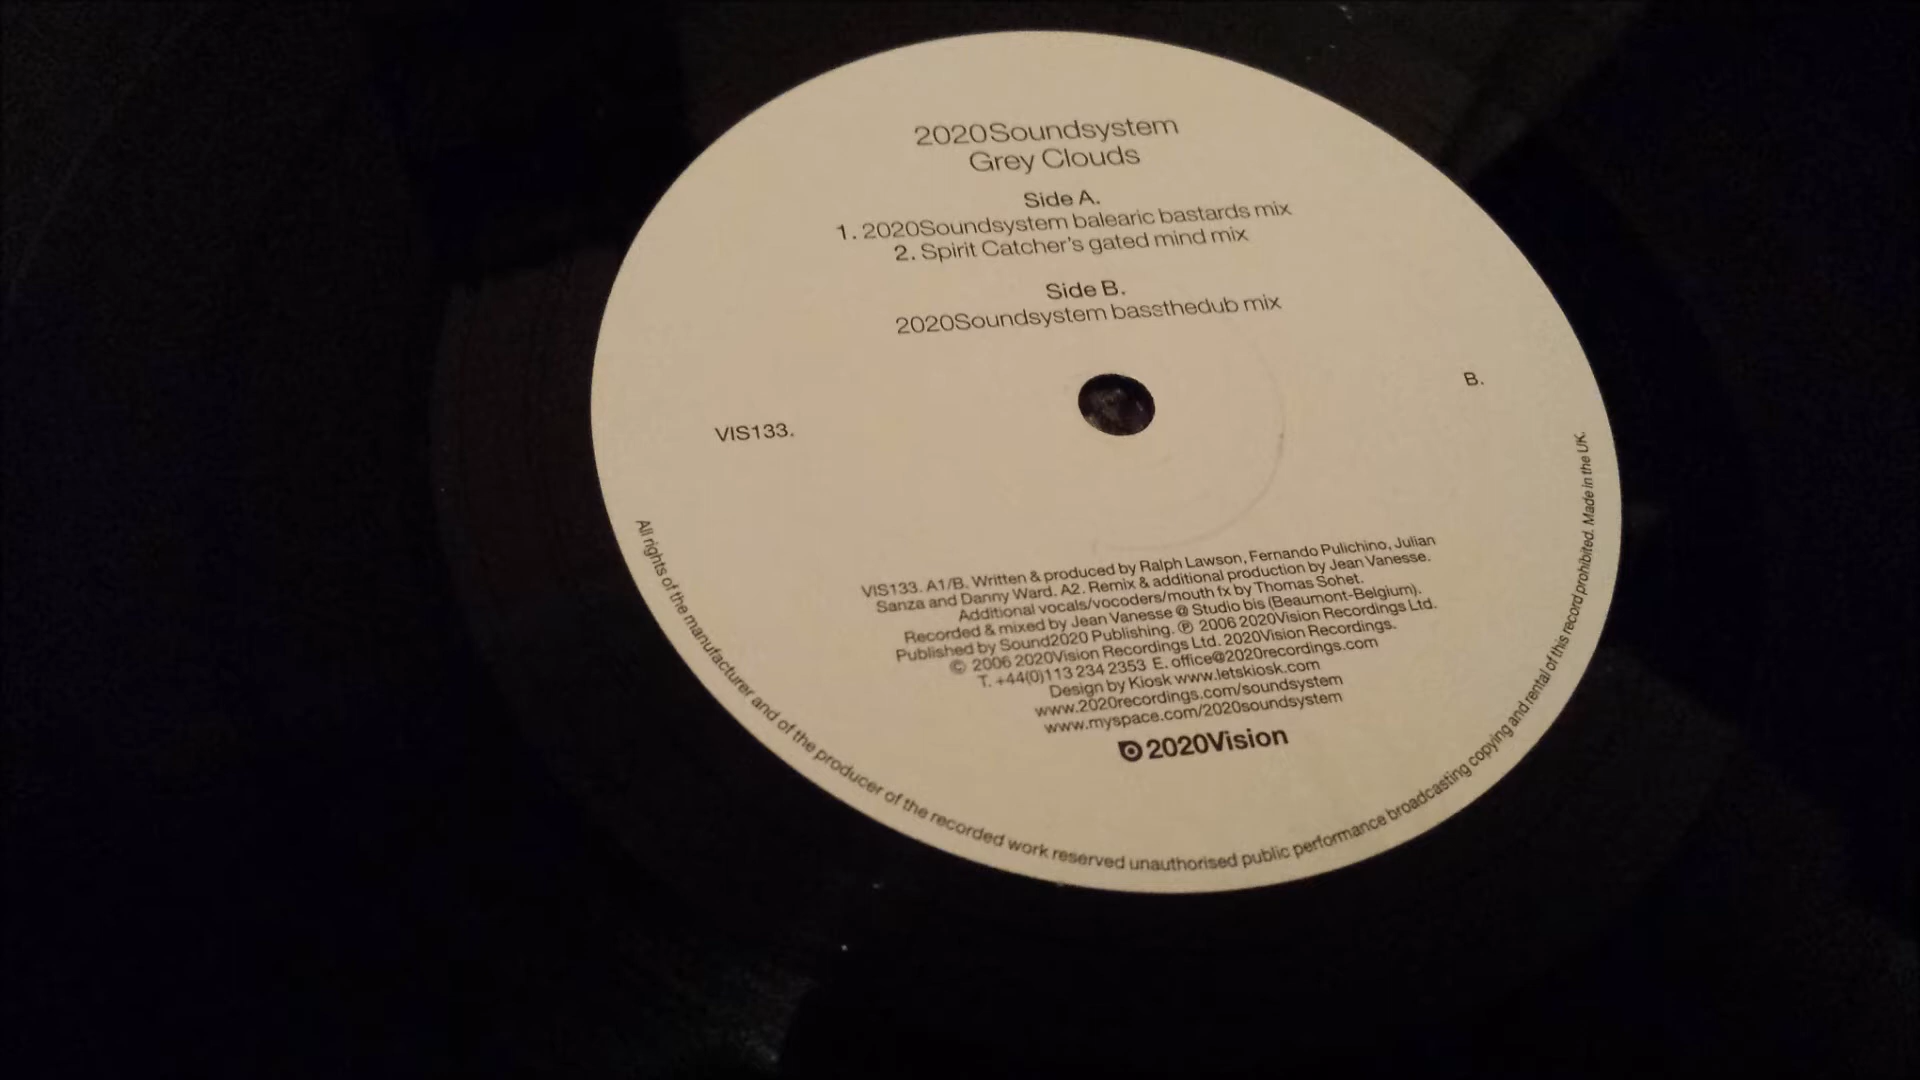 2020Soundsystem
Grey Clouds
Side A.
1. 2020Soundsystem balearic bastards mix
2. Spirit Catcher's gated mind mix
Side B.
2020Soundsystem bassthedub mix
B.
VIS133.
VIS133. A1/B. Written & produced by Ralph Lawson, Fernando Pulichino, Julian
Sanza and Danny Ward. A2. Remix & additional production by Jean Vanesse.
Additional vocals/vocoders/mouth fx by Thomas Sohet.
Recorded & mixed by Jean Vanesse @ Studio bis (Beaumont-Belgium).
Published by Sound2020 Publishing. ℗ 2006 2020Vision Recordings Ltd.
© 2006 2020Vision Recordings Ltd. 2020Vision Recordings.
T. +44(0)113 234 2353 E. office@2020recordings.com
Design by Kiosk www.letskiosk.com
www.2020recordings.com/soundsystem
www.myspace.com/2020soundsystem
2020Vision
All rights of the manufacturer and of the producer of the recorded work reserved unauthorised public performance broadcasting copying and rental of this record prohibited. Made in the UK.